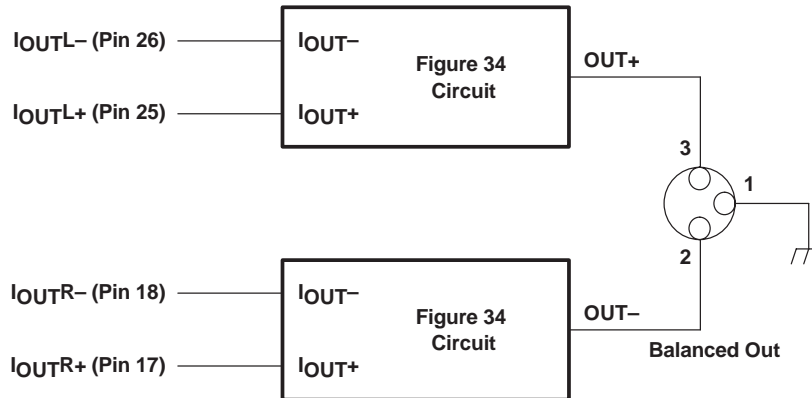 IOUTL– (Pin 26)
IOUT–
Figure 34
Circuit
OUT+
IOUTL+ (Pin 25)
IOUT+
3
1
2
IOUTR– (Pin 18)
IOUT–
Figure 34
Circuit
OUT–
Balanced Out
IOUTR+ (Pin 17)
IOUT+